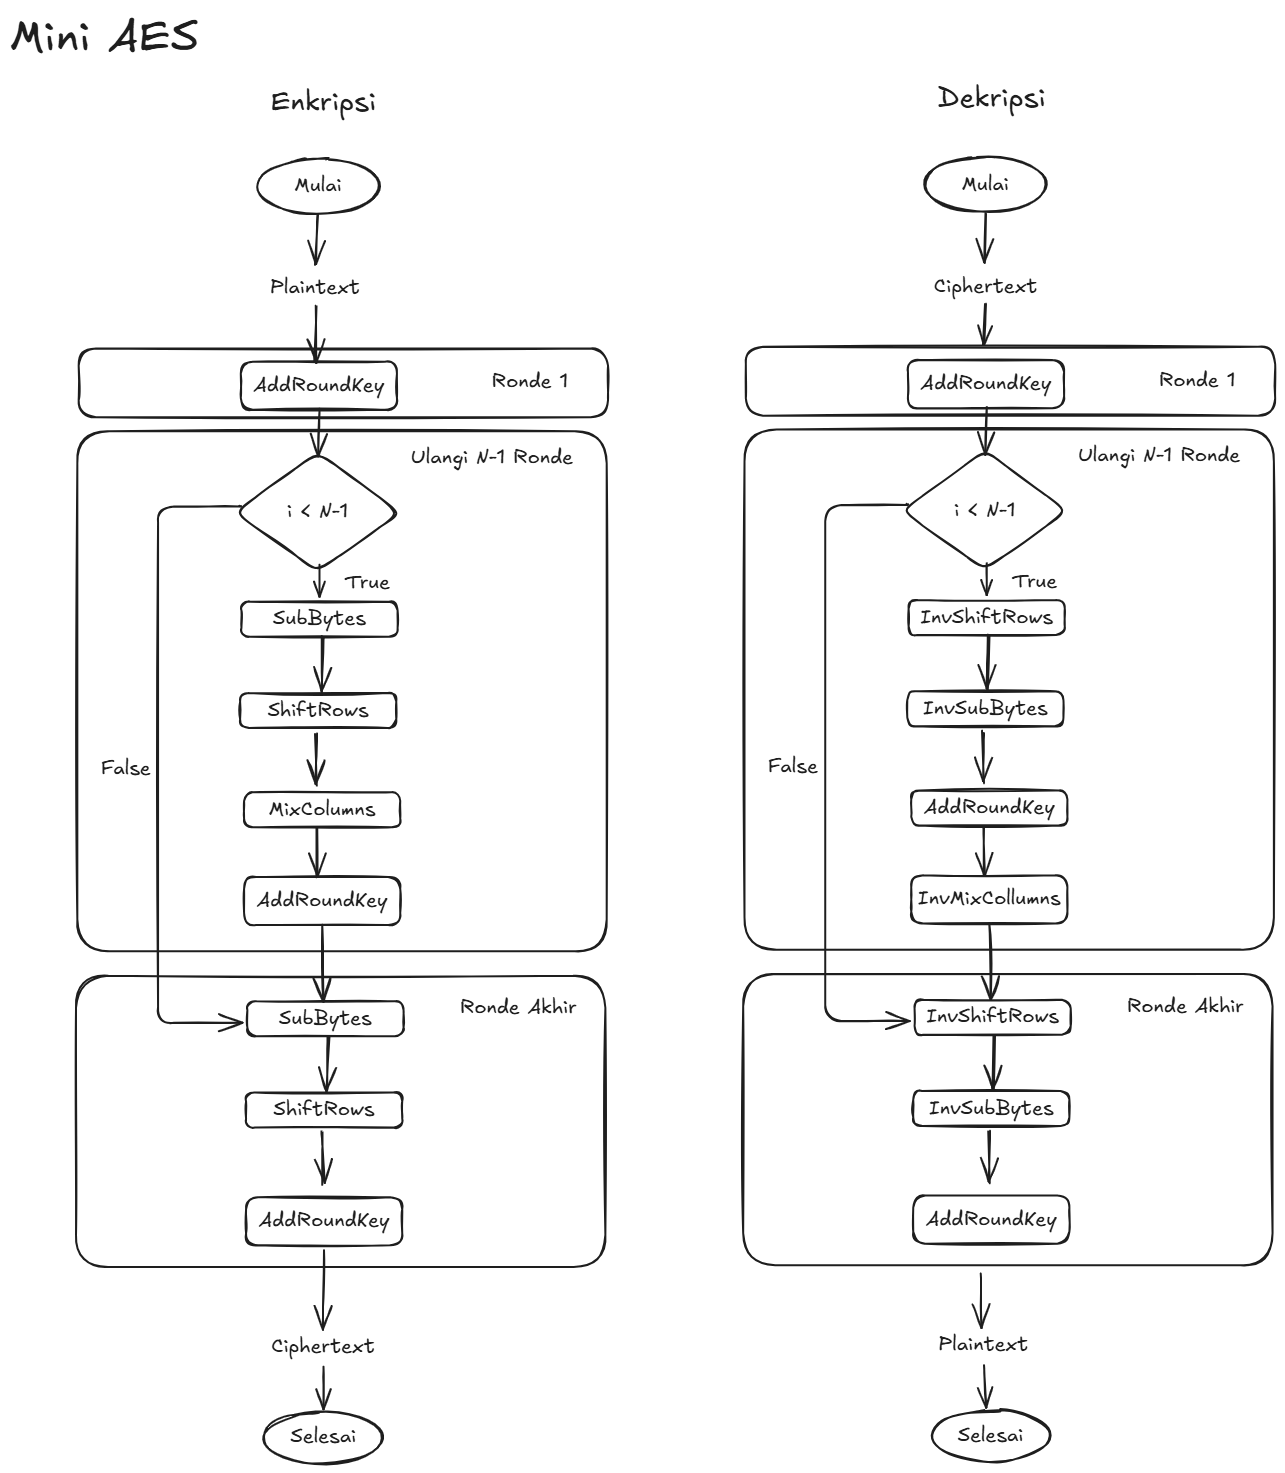 Mini AES
Enkripsi
Mulai
Plaintext
AddRoundKey
Ronde 1
Ulangi N-1 Ronde
i < N-1
True
SubBytes
ShiftRows
False
MixColumns
AddRoundKey
SubBytes
Ronde Akhir
ShiftRows
AddRoundKey
Ciphertext
Selesai
Dekripsi
Mulai
Ciphertext
AddRoundKey
Ronde 1
Ulangi N-1 Ronde
i < N-1
True
InvShiftRows
InvSubBytes
False
AddRoundKey
InvMixCollumns
InvShiftRows
Ronde Akhir
InvSubBytes
AddRoundKey
Plaintext
Selesai